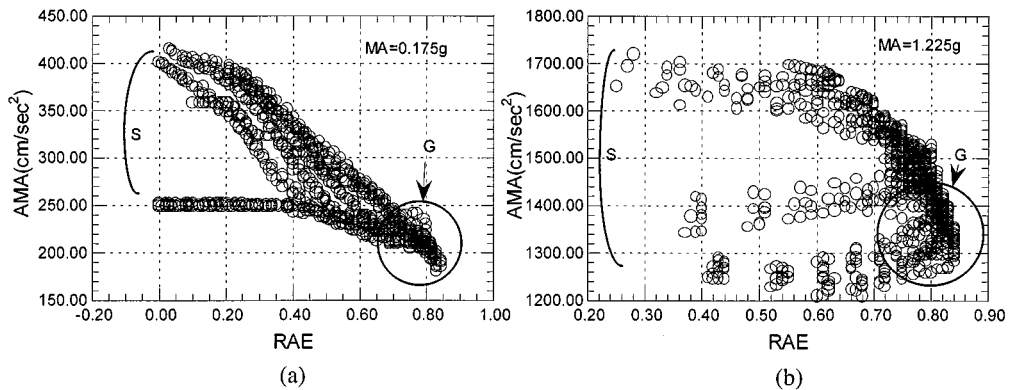 MA=0.175g
AMA(cm/sec²)
450.00
400.00
350.00
300.00
250.00
200.00
150.00
S
G
-0.20 0.00 0.20 0.40 0.60 0.80 1.00
RAE
(a)
MA=1.225g
AMA(cm/sec²)
1800.00
1700.00
1600.00
1500.00
1400.00
1300.00
1200.00
S
G
0.20 0.30 0.40 0.50 0.60 0.70 0.80 0.90
RAE
(b)